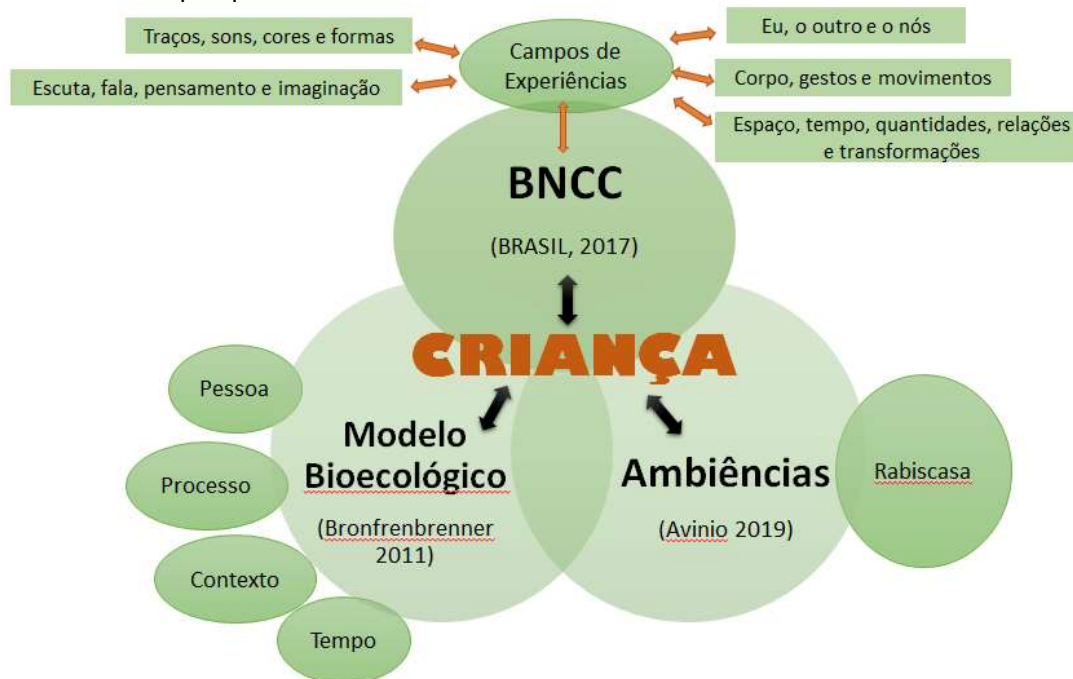 Traços, sons, cores e formas
Escuta, fala, pensamento e imaginação
Campos de
Experiências
Eu, o outro e o nós
Corpo, gestos e movimentos
Espaço, tempo, quantidades, relações
e transformações
BNCC
(BRASIL, 2017)
CRIANÇA
Pessoa
Processo
Contexto
Tempo
Modelo
Bioecológico
(Bronfrenbrenner
2011)
Ambiências
(Avinio 2019)
Rabiscasa